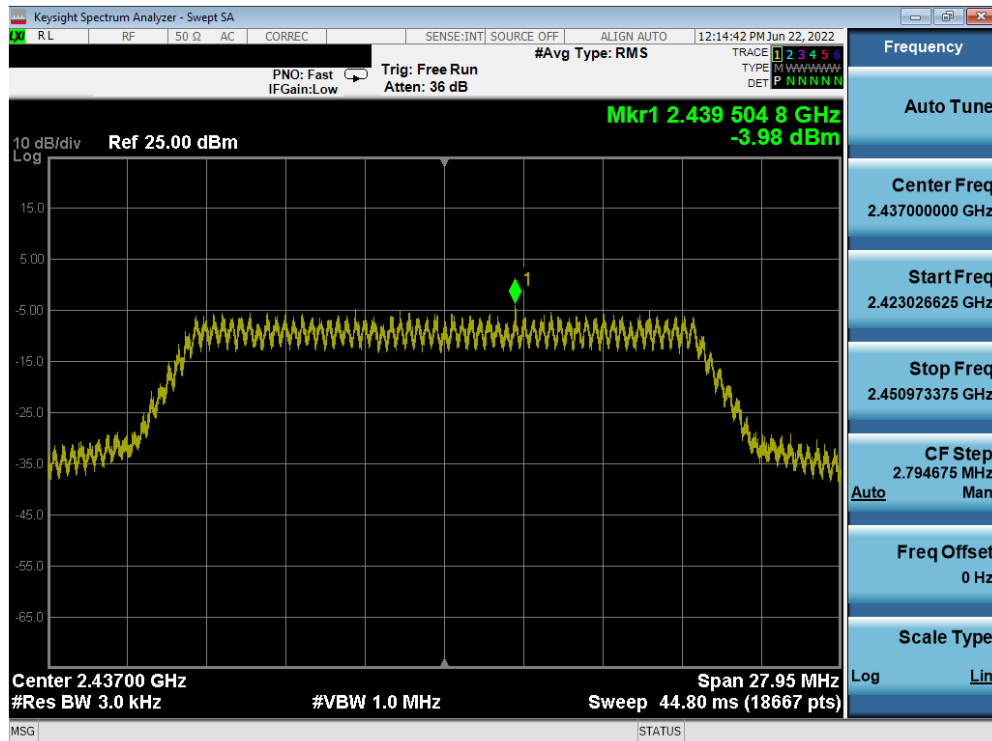 Keysight Spectrum Analyzer - Swept SA
LXI RL RF 50 Ω AC CORREC SENSE:INT SOURCE OFF ALIGN AUTO 12:14:42 PM Jun 22, 2022
#Avg Type: RMS
TRACE 1 2 3 4 5 6
PNO: Fast Trig: Free Run TYPE M WWWWW
IFGain:Low Atten: 36 dB DET P N N N N N
Mkr1 2.439 504 8 GHz
-3.98 dBm
10 dB/div Ref 25.00 dBm
Log
15.0
5.00
1
-5.00
-15.0
-25.0
-35.0
-45.0
-55.0
-65.0
Center 2.43700 GHz Span 27.95 MHz
#Res BW 3.0 kHz #VBW 1.0 MHz Sweep 44.80 ms (18667 pts)
MSG STATUS
Frequency
Auto Tune
Center Freq
2.437000000 GHz
Start Freq
2.423026625 GHz
Stop Freq
2.450973375 GHz
CF Step
2.794675 MHz
Auto Man
Freq Offset
0 Hz
Scale Type
Log Lin